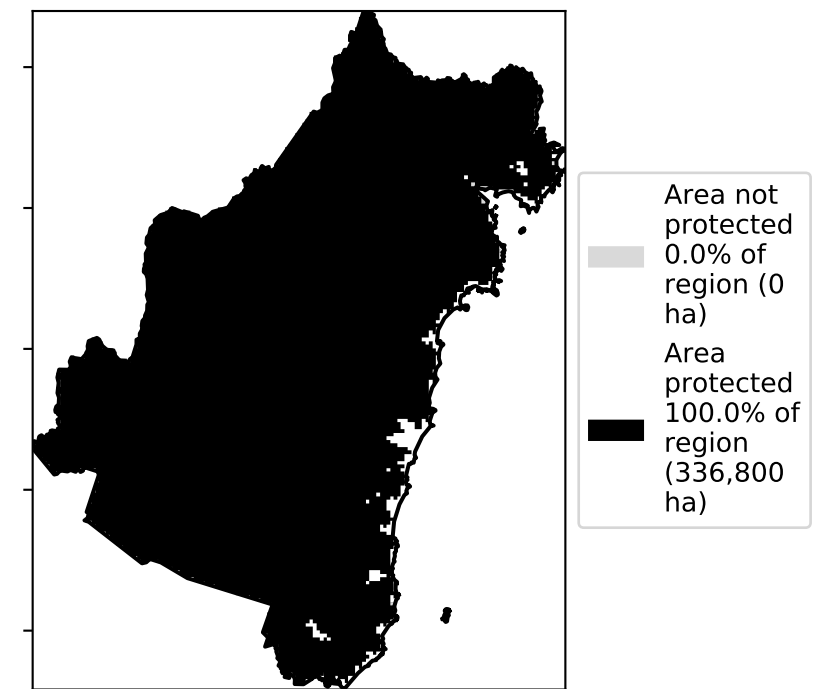 Area not
protected
0.0% of
region (0
ha)
Area
protected
100.0% of
region
(336,800
ha)